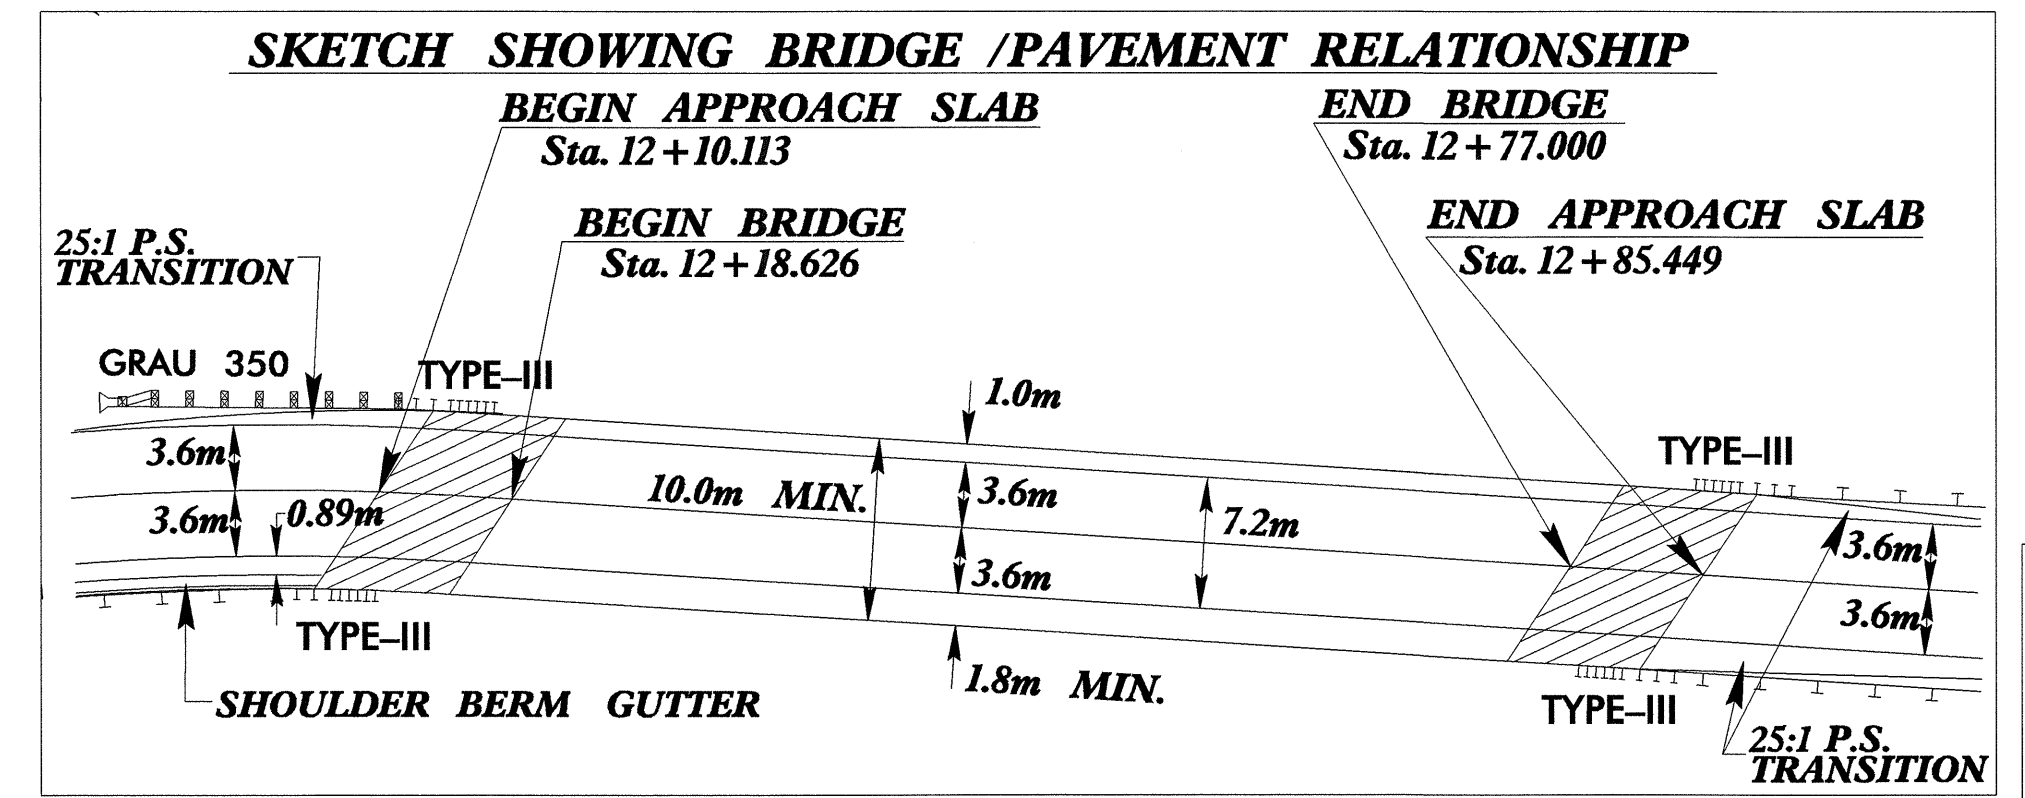 SKETCH SHOWING BRIDGE /PAVEMENT RELATIONSHIP
BEGIN APPROACH SLAB
Sta. 12+10.113
END BRIDGE
Sta. 12+77.000
BEGIN BRIDGE
Sta. 12+18.626
END APPROACH SLAB
Sta. 12+85.449
25:1 P.S.
TRANSITION
GRAU 350
TYPE-III
1.0m
3.6m
10.0m MIN.
3.6m
7.2m
TYPE-III
3.6m
0.89m
3.6m
3.6m
3.6m
TYPE-III
1.8m MIN.
SHOULDER BERM GUTTER
TYPE-III
25:1 P.S.
TRANSITION